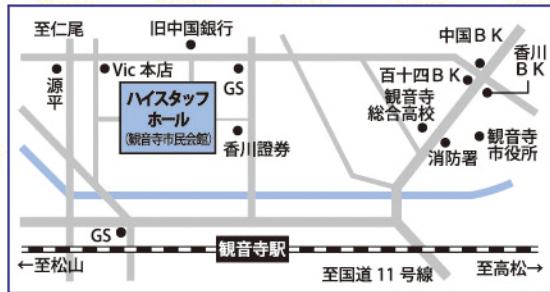 至仁尾
旧中国銀行
中国ＢＫ
香川
ＢＫ
源平
Vic 本店
GS
百十四ＢＫ
ハイスタッフ
ホール
(観音寺市民会館)
観音寺
総合高校
香川證券
消防署
観音寺
市役所
GS
観音寺駅
←至松山
至国道 11 号線
至高松→